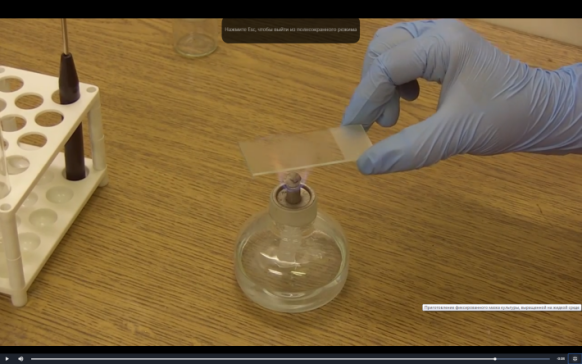 Нажмите Esc, чтобы выйти из полноэкранного режима
Приготовление фиксированного мазка культуры, выращенной на жидкой среде